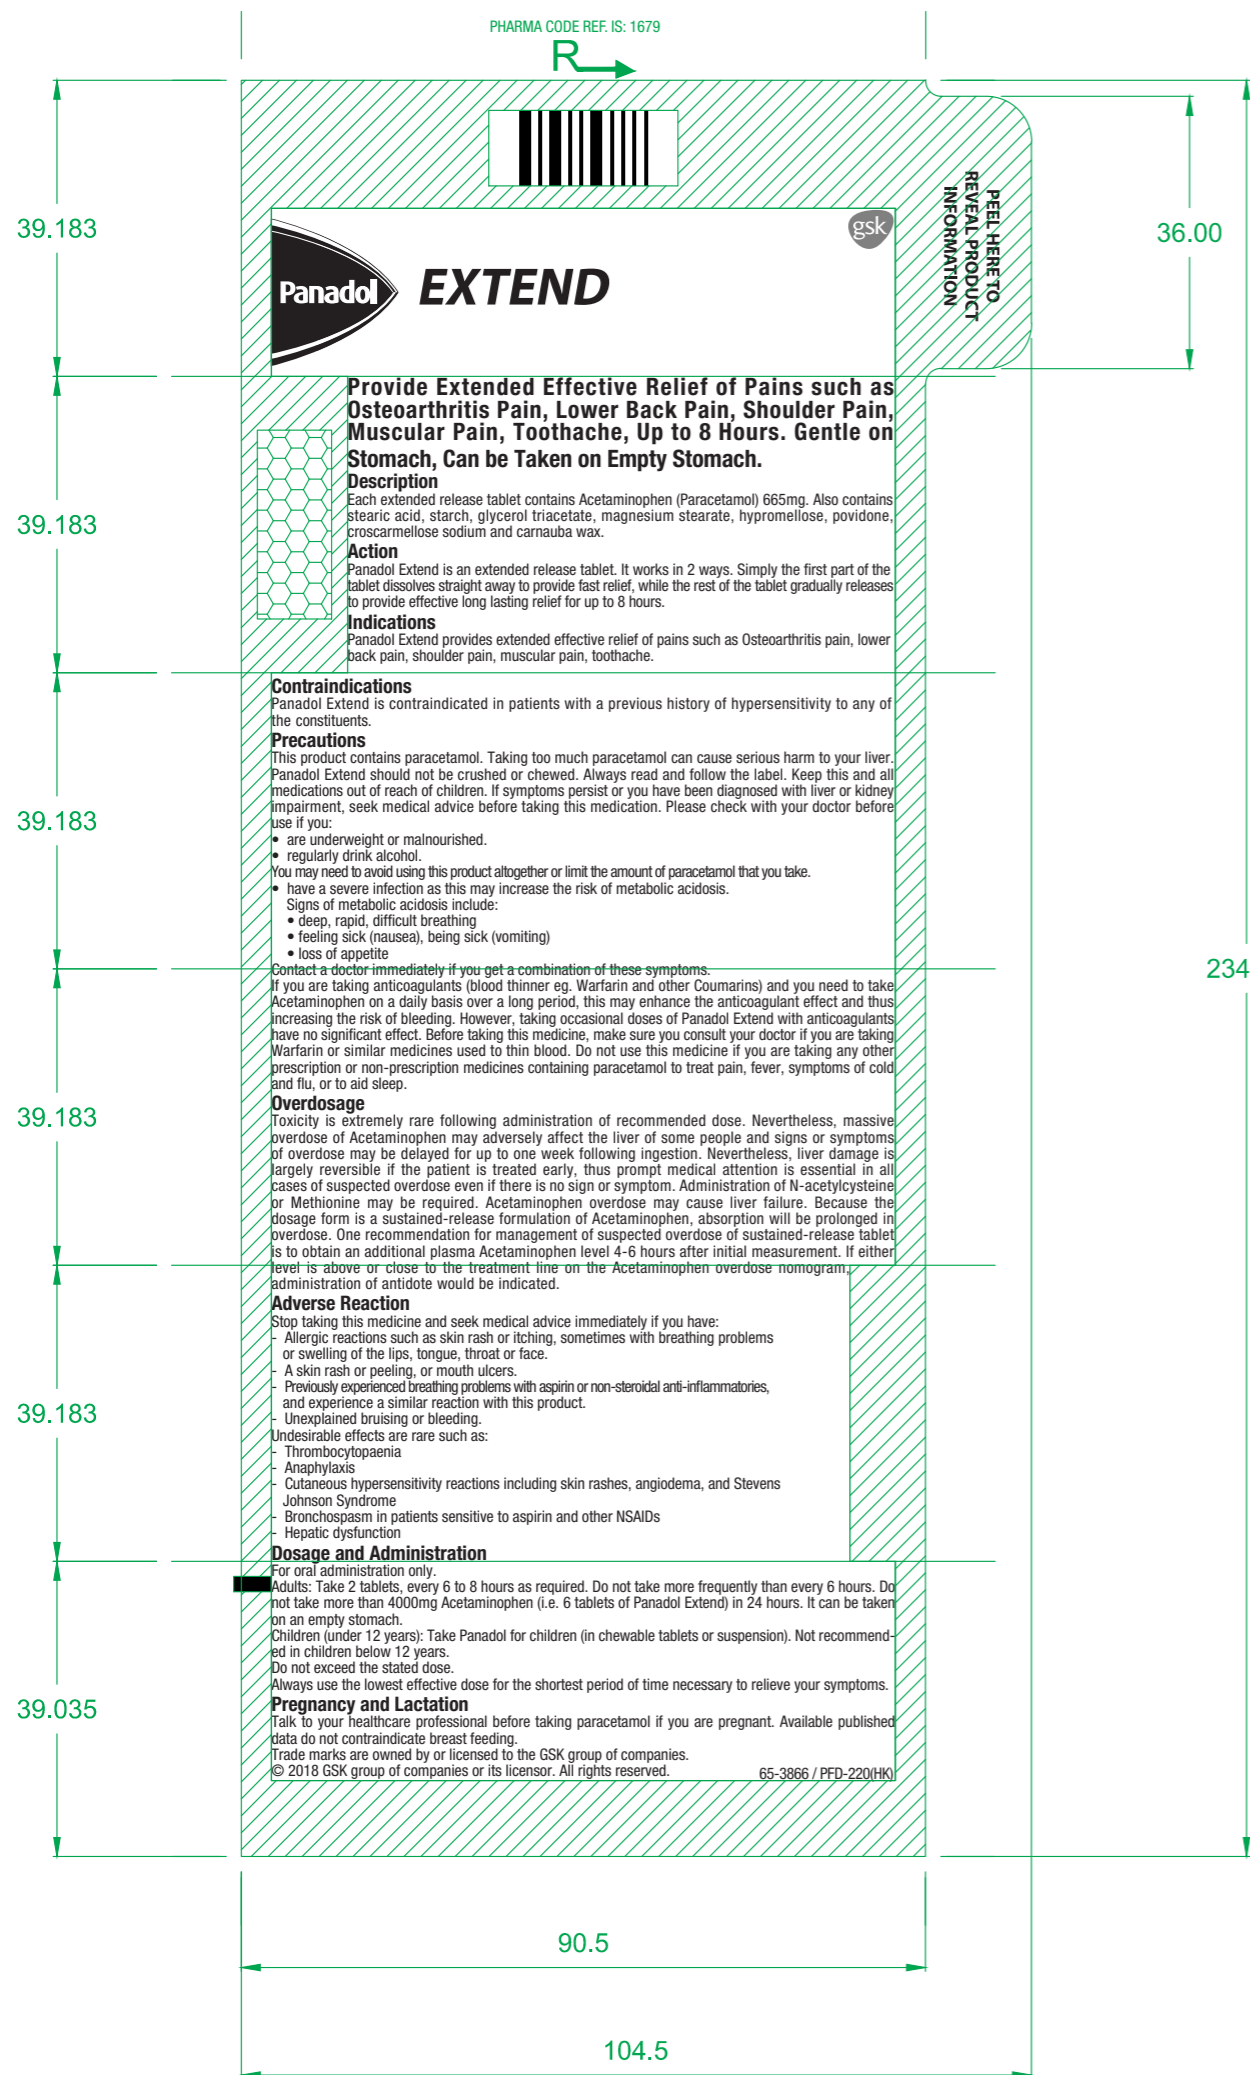 PHARMA CODE REF. IS: 1679
R
39.183
36.00
PEEL HERE TO
REVEAL PRODUCT
INFORMATION
gsk
Panadol
EXTEND
Provide Extended Effective Relief of Pains such as
Osteoarthritis Pain, Lower Back Pain, Shoulder Pain,
Muscular Pain, Toothache, Up to 8 Hours. Gentle on
Stomach, Can be Taken on Empty Stomach.
Description
Each extended release tablet contains Acetaminophen (Paracetamol) 665mg. Also contains
stearic acid, starch, glycerol triacetate, magnesium stearate, hypromellose, povidone,
croscarmellose sodium and carnauba wax.
39.183
Action
Panadol Extend is an extended release tablet. It works in 2 ways. Simply the first part of the
tablet dissolves straight away to provide fast relief, while the rest of the tablet gradually releases
to provide effective long lasting relief for up to 8 hours.
Indications
Panadol Extend provides extended effective relief of pains such as Osteoarthritis pain, lower
back pain, shoulder pain, muscular pain, toothache.
Contraindications
Panadol Extend is contraindicated in patients with a previous history of hypersensitivity to any of
the constituents.
Precautions
This product contains paracetamol. Taking too much paracetamol can cause serious harm to your liver.
Panadol Extend should not be crushed or chewed. Always read and follow the label. Keep this and all
medications out of reach of children. If symptoms persist or you have been diagnosed with liver or kidney
impairment, seek medical advice before taking this medication. Please check with your doctor before
use if you:
39.183
• are underweight or malnourished.
• regularly drink alcohol.
You may need to avoid using this product altogether or limit the amount of paracetamol that you take.
• have a severe infection as this may increase the risk of metabolic acidosis.
Signs of metabolic acidosis include:
• deep, rapid, difficult breathing
• feeling sick (nausea), being sick (vomiting)
• loss of appetite
Contact a doctor immediately if you get a combination of these symptoms.
234
If you are taking anticoagulants (blood thinner eg. Warfarin and other Coumarins) and you need to take
Acetaminophen on a daily basis over a long period, this may enhance the anticoagulant effect and thus
increasing the risk of bleeding. However, taking occasional doses of Panadol Extend with anticoagulants
have no significant effect. Before taking this medicine, make sure you consult your doctor if you are taking
Warfarin or similar medicines used to thin blood. Do not use this medicine if you are taking any other
prescription or non-prescription medicines containing paracetamol to treat pain, fever, symptoms of cold
and flu, or to aid sleep.
Overdosage
39.183
Toxicity is extremely rare following administration of recommended dose. Nevertheless, massive
overdose of Acetaminophen may adversely affect the liver of some people and signs or symptoms
of overdose may be delayed for up to one week following ingestion. Nevertheless, liver damage is
largely reversible if the patient is treated early, thus prompt medical attention is essential in all
cases of suspected overdose even if there is no sign or symptom. Administration of N-acetylcysteine
or Methionine may be required. Acetaminophen overdose may cause liver failure. Because the
dosage form is a sustained-release formulation of Acetaminophen, absorption will be prolonged in
overdose. One recommendation for management of suspected overdose of sustained-release tablet
is to obtain an additional plasma Acetaminophen level 4-6 hours after initial measurement. If either
level is above or close to the treatment line on the Acetaminophen overdose nomogram,
administration of antidote would be indicated.
Adverse Reaction
Stop taking this medicine and seek medical advice immediately if you have:
- Allergic reactions such as skin rash or itching, sometimes with breathing problems
or swelling of the lips, tongue, throat or face.
- A skin rash or peeling, or mouth ulcers.
- Previously experienced breathing problems with aspirin or non-steroidal anti-inflammatories,
and experience a similar reaction with this product.
39.183
- Unexplained bruising or bleeding.
Undesirable effects are rare such as:
- Thrombocytopaenia
- Anaphylaxis
- Cutaneous hypersensitivity reactions including skin rashes, angiodema, and Stevens
Johnson Syndrome
- Bronchospasm in patients sensitive to aspirin and other NSAIDs
- Hepatic dysfunction
Dosage and Administration
For oral administration only.
Adults: Take 2 tablets, every 6 to 8 hours as required. Do not take more frequently than every 6 hours. Do
not take more than 4000mg Acetaminophen (i.e. 6 tablets of Panadol Extend) in 24 hours. It can be taken
on an empty stomach.
Children (under 12 years): Take Panadol for children (in chewable tablets or suspension). Not recommend-
ed in children below 12 years.
Do not exceed the stated dose.
Always use the lowest effective dose for the shortest period of time necessary to relieve your symptoms.
Pregnancy and Lactation
39.035
Talk to your healthcare professional before taking paracetamol if you are pregnant. Available published
data do not contraindicate breast feeding.
Trade marks are owned by or licensed to the GSK group of companies.
© 2018 GSK group of companies or its licensor. All rights reserved.
65-3866 / PFD-220(HK)
90.5
104.5